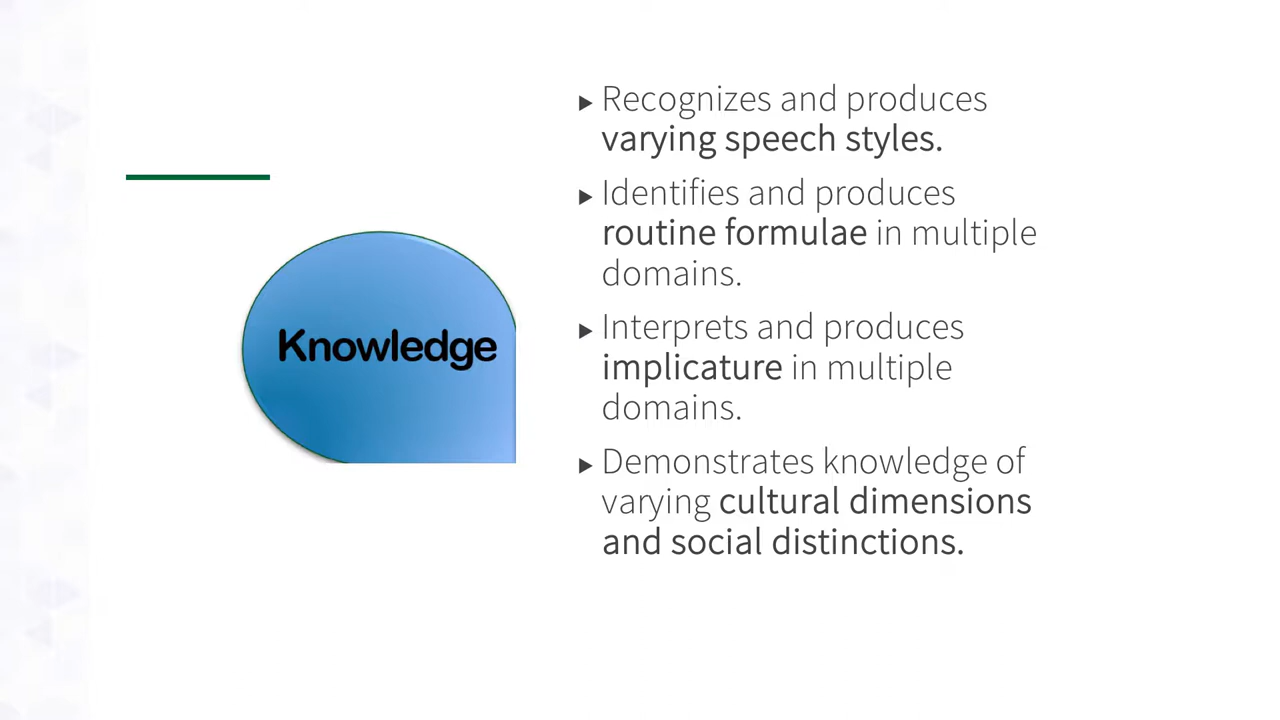 Knowledge
▶ Recognizes and produces
varying speech styles.
▶ Identifies and produces
routine formulae in multiple
domains.
▶ Interprets and produces
implicature in multiple
domains.
▶ Demonstrates knowledge of
varying cultural dimensions
and social distinctions.